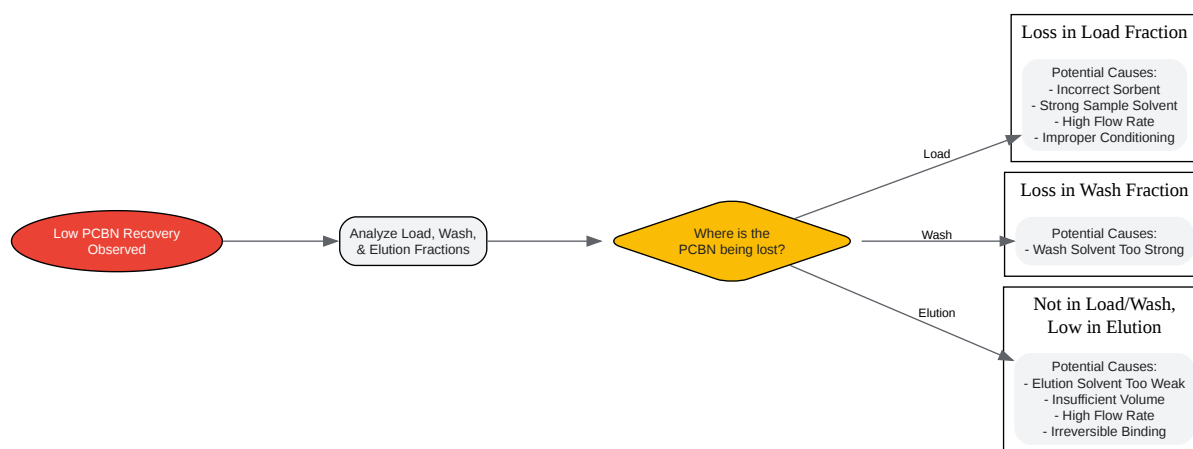 Low PCBN Recovery
Observed
Analyze Load, Wash,
& Elution Fractions
Where is the
PCBN being lost?
Load
Wash
Elution
Loss in Load Fraction
Potential Causes:
- Incorrect Sorbent
- Strong Sample Solvent
- High Flow Rate
- Improper Conditioning
Loss in Wash Fraction
Potential Causes:
- Wash Solvent Too Strong
Not in Load/Wash,
Low in Elution
Potential Causes:
- Elution Solvent Too Weak
- Insufficient Volume
- High Flow Rate
- Irreversible Binding